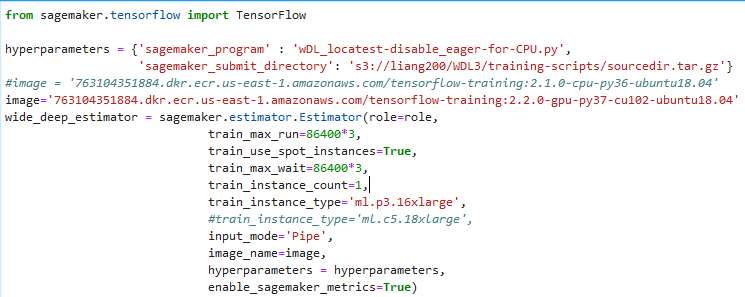 from sagemaker.tensorflow import TensorFlow
hyperparameters = {'sagemaker_program' : 'wDL_locatest-disable_eager-for-CPU.py',
'sagemaker_submit_directory': 's3://liang200/WDL3/training-scripts/sourcedir.tar.gz'}
#image = '763104351884.dkr.ecr.us-east-1.amazonaws.com/tensorflow-training:2.1.0-cpu-py36-ubuntu18.04'
image='763104351884.dkr.ecr.us-east-1.amazonaws.com/tensorflow-training:2.2.0-gpu-py37-cu102-ubuntu18.04'
wide_deep_estimator = sagemaker.estimator.Estimator(role=role,
train_max_run=86400*3,
train_use_spot_instances=True,
train_max_wait=86400*3,
train_instance_count=1,
train_instance_type='ml.p3.16xlarge',
#train_instance_type='ml.c5.18xlarge',
input_mode='Pipe',
image_name=image,
hyperparameters = hyperparameters,
enable_sagemaker_metrics=True)